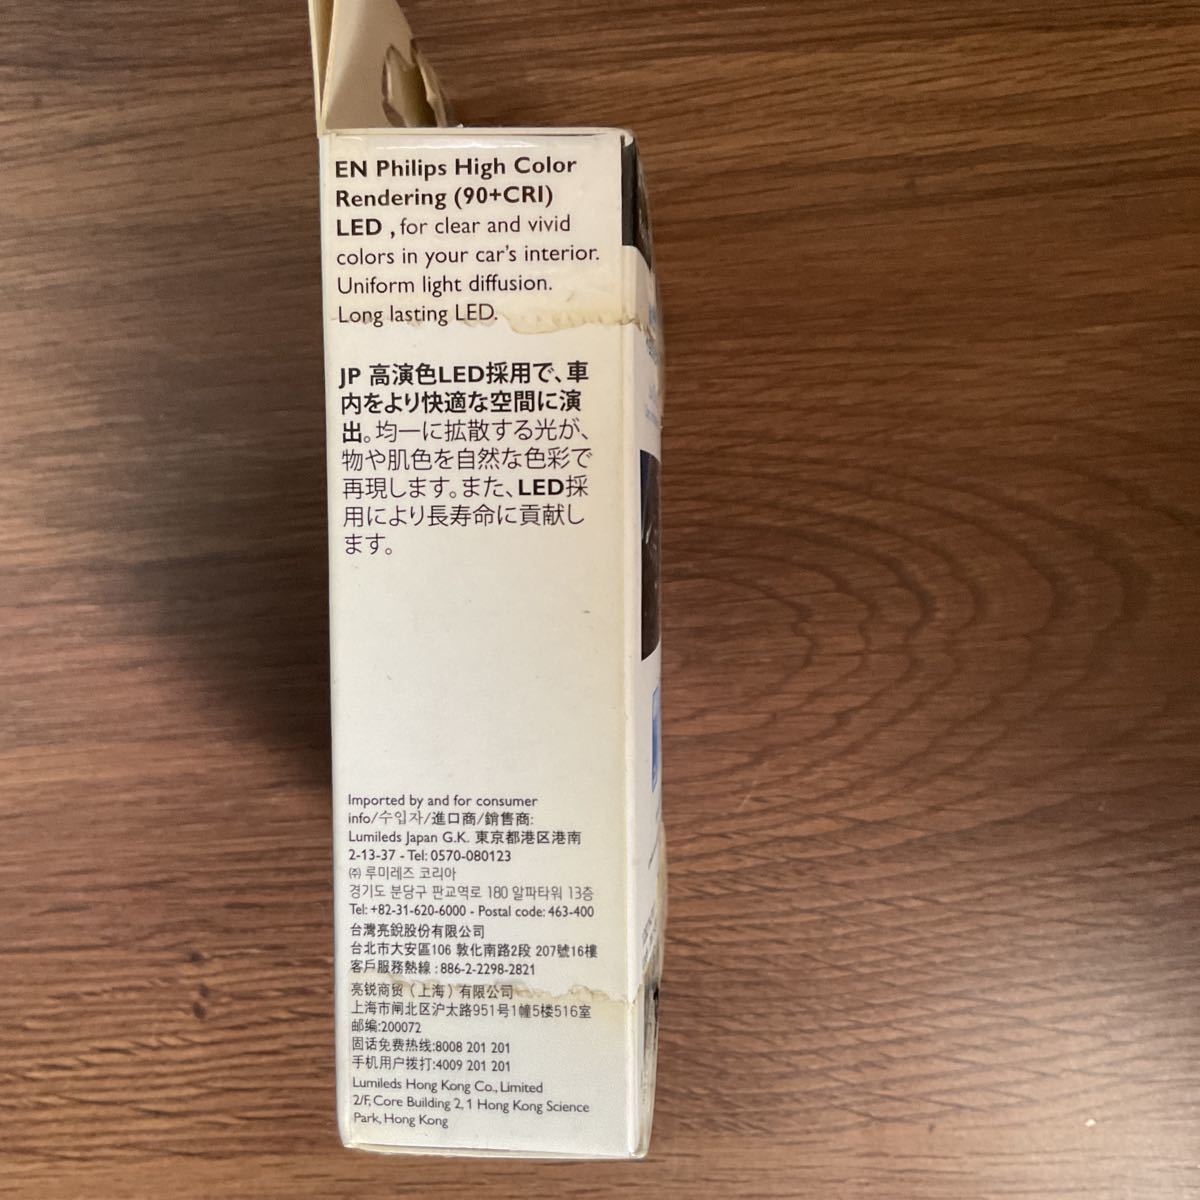 EN Philips High Color
Rendering (90+CRI)
LED , for clear and vivid
colors in your car's interior.
Uniform light diffusion.
Long lasting LED.
JP 高演色LED採用で、車
内をより快適な空間に演
出。均一に拡散する光が、
物や肌色を自然な色彩で
再現します。また、LED採
用により長寿命に貢献し
ます。
Imported by and for consumer
info/수입자/進口商/銷售商:
Lumileds Japan G.K. 東京都港区港南
2-13-37 - Tel: 0570-080123
㈜ 루미레즈 코리아
경기도 분당구 판교역로 180 알파타워 13층
Tel: +82-31-620-6000 - Postal code: 463-400
台灣亮銳股份有限公司
台北市大安區106 敦化南路2段 207號16樓
客戶服務熱線 : 886-2-2298-2821
亮锐商贸（上海）有限公司
上海市闸北区沪太路951号1幢5楼516室
邮编:200072
固话免费热线:8008 201 201
手机用户拨打:4009 201 201
Lumileds Hong Kong Co., Limited
2/F, Core Building 2, 1 Hong Kong Science
Park, Hong Kong